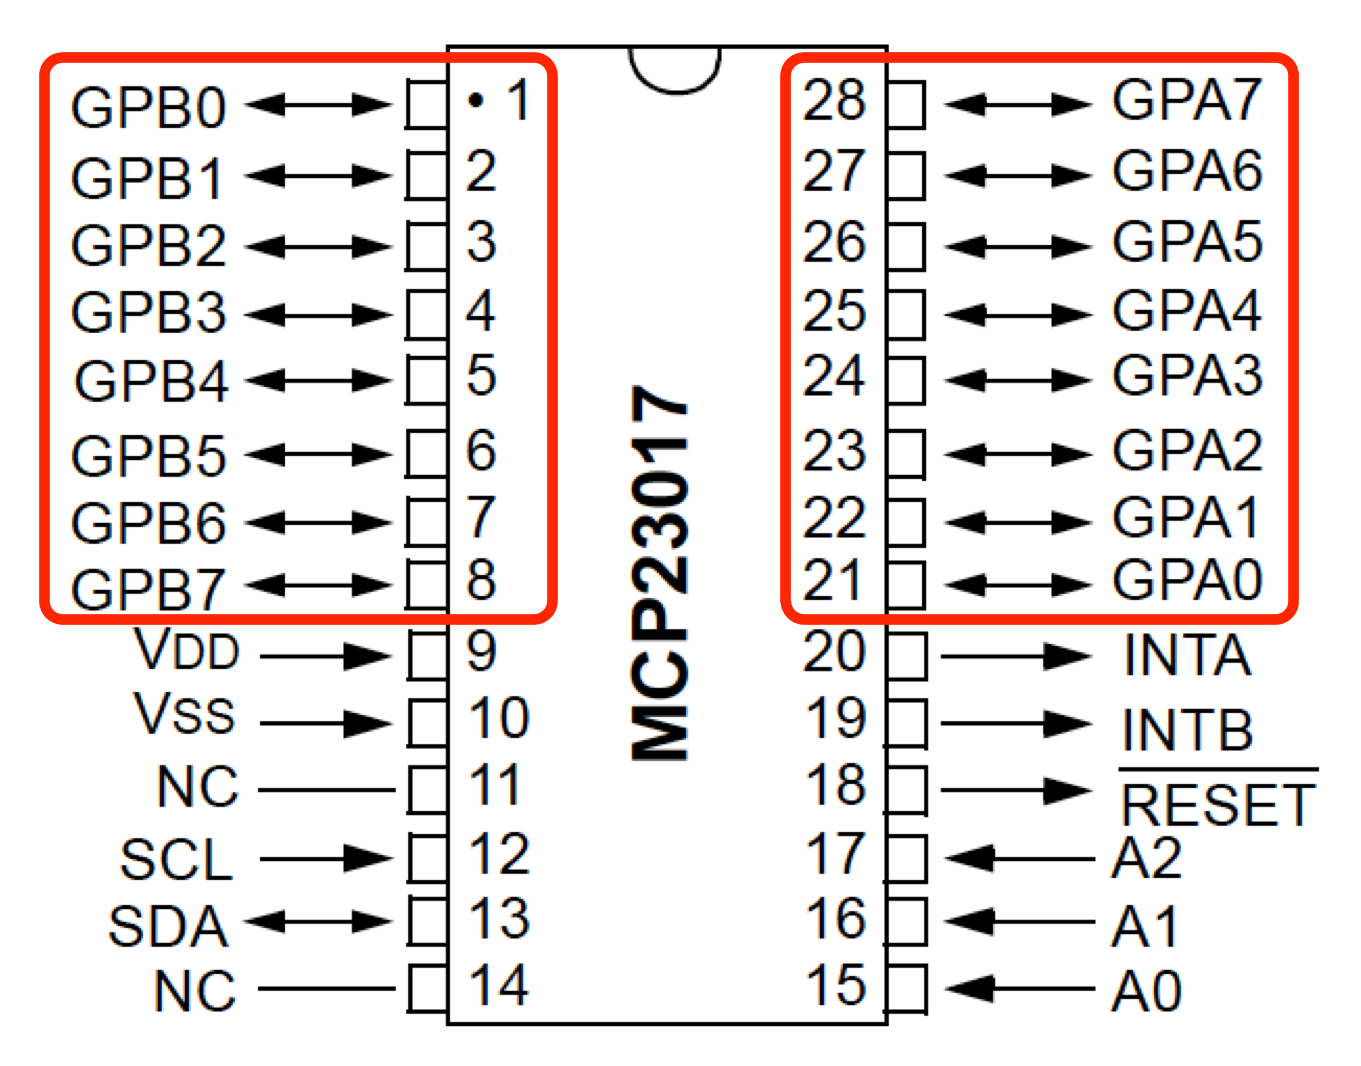 GPB0 • 1 28 GPA7
GPB1 2 27 GPA6
GPB2 3 26 GPA5
GPB3 4 25 GPA4
GPB4 5 24 GPA3
GPB5 6 23 GPA2
GPB6 7 22 GPA1
GPB7 8 21 GPA0
VDD 9 20 INTA
VSS 10 19 INTB
NC 11 18 RESET
SCL 12 17 A2
SDA 13 16 A1
NC 14 15 A0
MCP23017